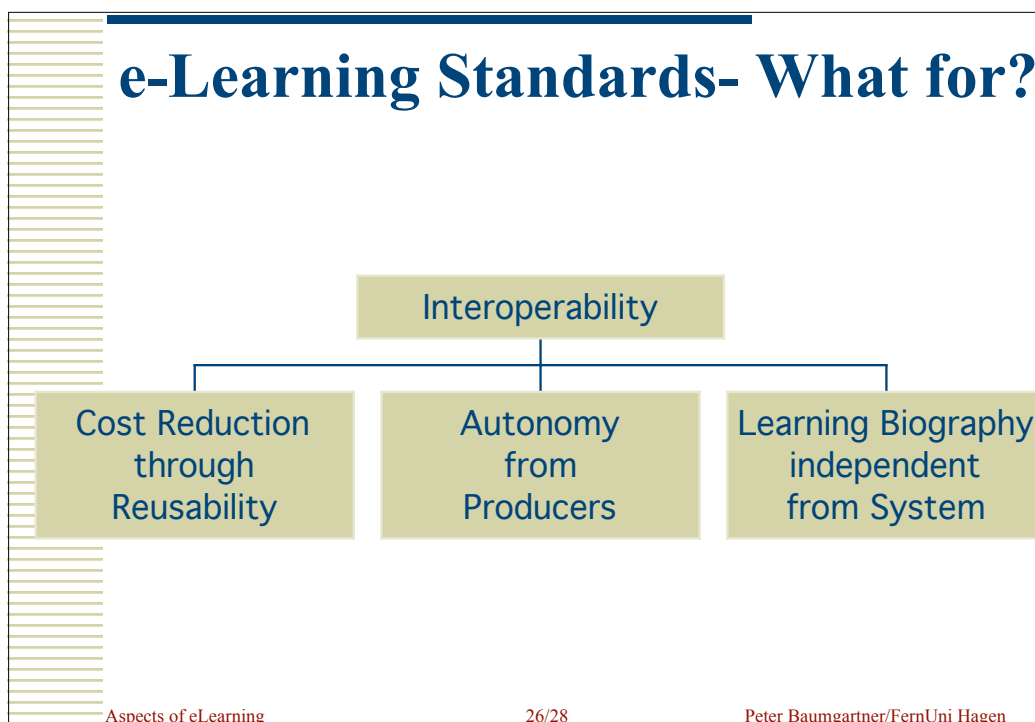 e-Learning Standards- What for?
Interoperability
Cost Reduction
through
Reusability
Autonomy
from
Producers
Learning Biography
independent
from System
Aspects of eLearning
26/28
Peter Baumgartner/FernUni Hagen